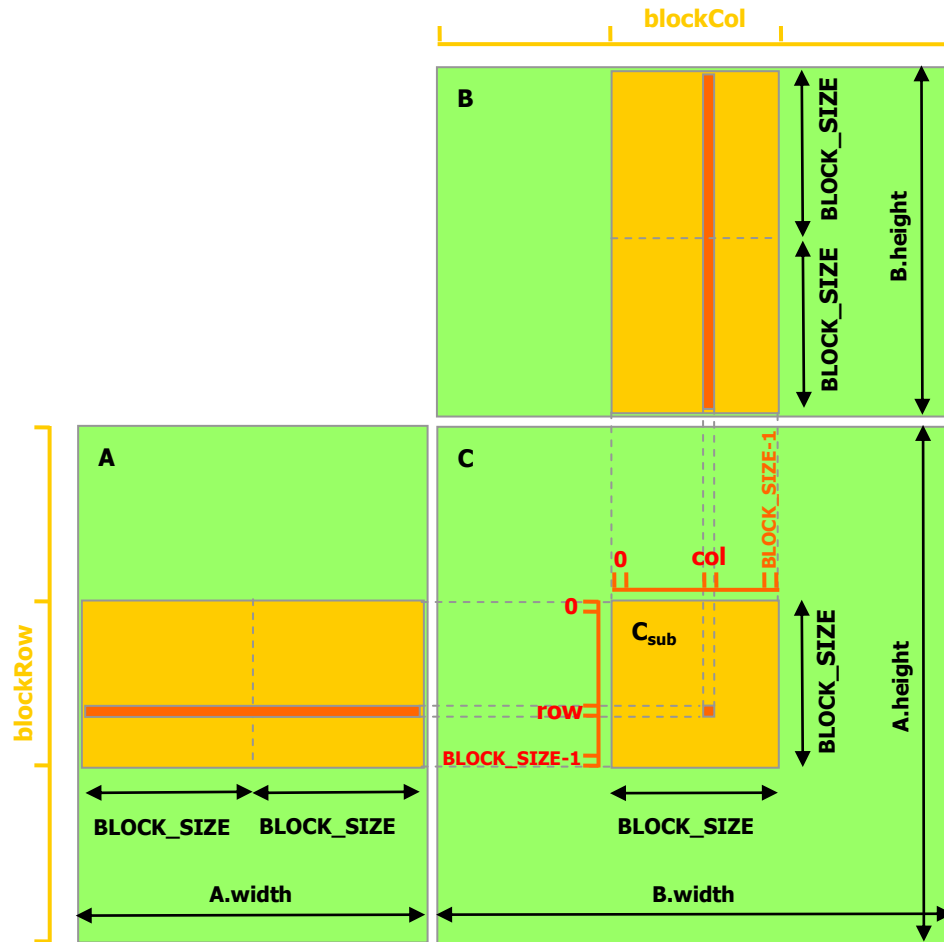 blockCol
B
BLOCK_SIZE
B.height
BLOCK_SIZE
A
C
BLOCK_SIZE-1
0
col
0
C_sub
BLOCK_SIZE
A.height
blockRow
row
BLOCK_SIZE-1
BLOCK_SIZE
BLOCK_SIZE
BLOCK_SIZE
A.width
B.width